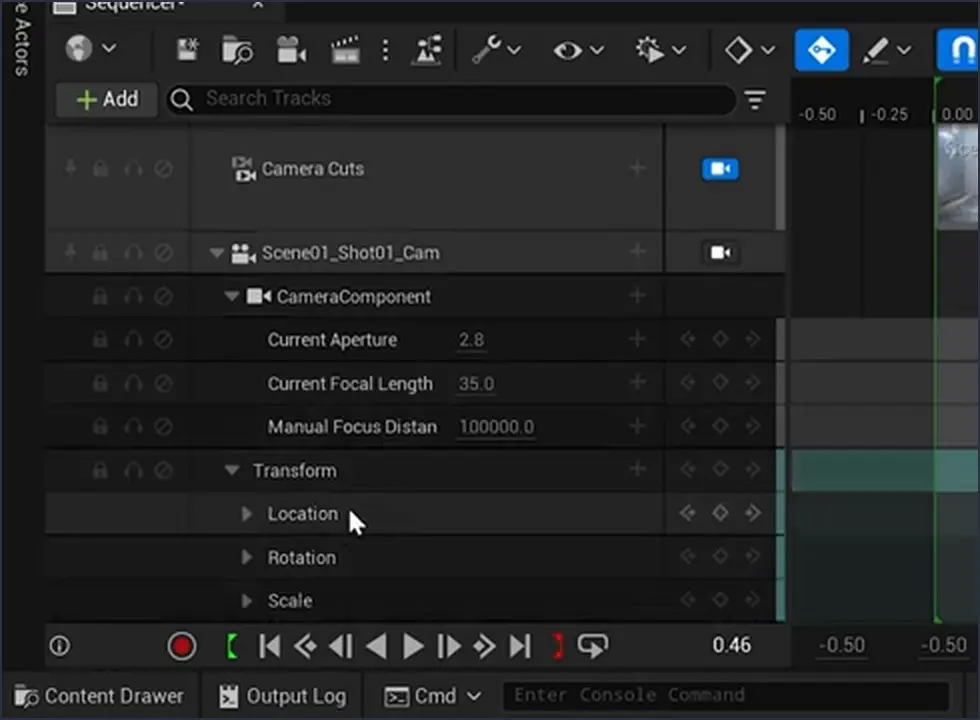 Sequencer*
e Actors
Add
Search Tracks
-0.50
-0.25
0.00
Camera Cuts
Scene01_Shot01_Cam
CameraComponent
Current Aperture 2.8
Current Focal Length 35.0
Manual Focus Distan 100000.0
Transform
Location
Rotation
Scale
0.46
-0.50
-0.50
Content Drawer
Output Log
Cmd
Enter Console Command